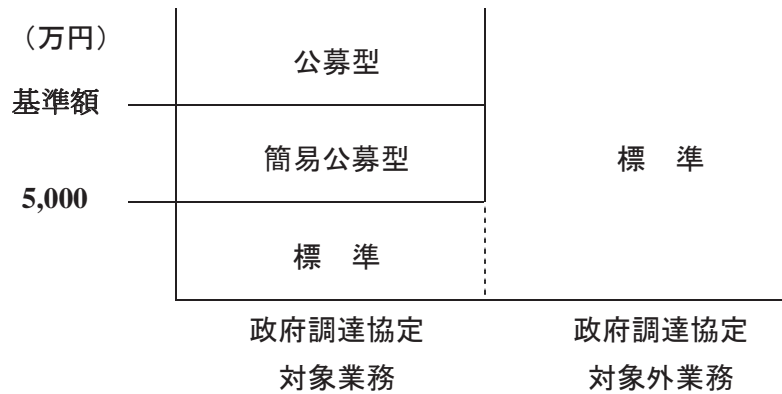 (万円)
公募型
基準額
簡易公募型
標　準
5,000
標　準
政府調達協定
対象業務
政府調達協定
対象外業務